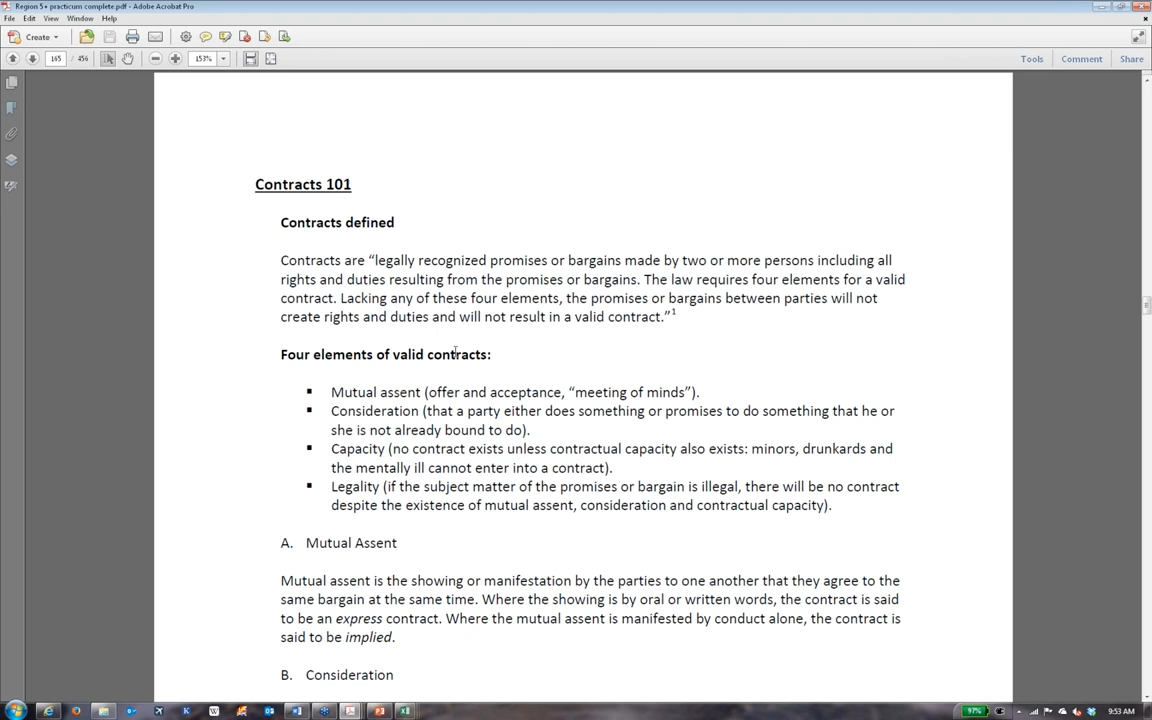 Region 5+ practicum complete.pdf - Adobe Acrobat Pro
File Edit View Window Help
Create
165 / 456 153% Tools Comment Share
Contracts 101
Contracts defined
Contracts are “legally recognized promises or bargains made by two or more persons including all
rights and duties resulting from the promises or bargains. The law requires four elements for a valid
contract. Lacking any of these four elements, the promises or bargains between parties will not
create rights and duties and will not result in a valid contract.”1
Four elements of valid contracts:
▪ Mutual assent (offer and acceptance, “meeting of minds”).
▪ Consideration (that a party either does something or promises to do something that he or
she is not already bound to do).
▪ Capacity (no contract exists unless contractual capacity also exists: minors, drunkards and
the mentally ill cannot enter into a contract).
▪ Legality (if the subject matter of the promises or bargain is illegal, there will be no contract
despite the existence of mutual assent, consideration and contractual capacity).
A. Mutual Assent
Mutual assent is the showing or manifestation by the parties to one another that they agree to the
same bargain at the same time. Where the showing is by oral or written words, the contract is said
to be an express contract. Where the mutual assent is manifested by conduct alone, the contract is
said to be implied.
B. Consideration
97% 9:53 AM